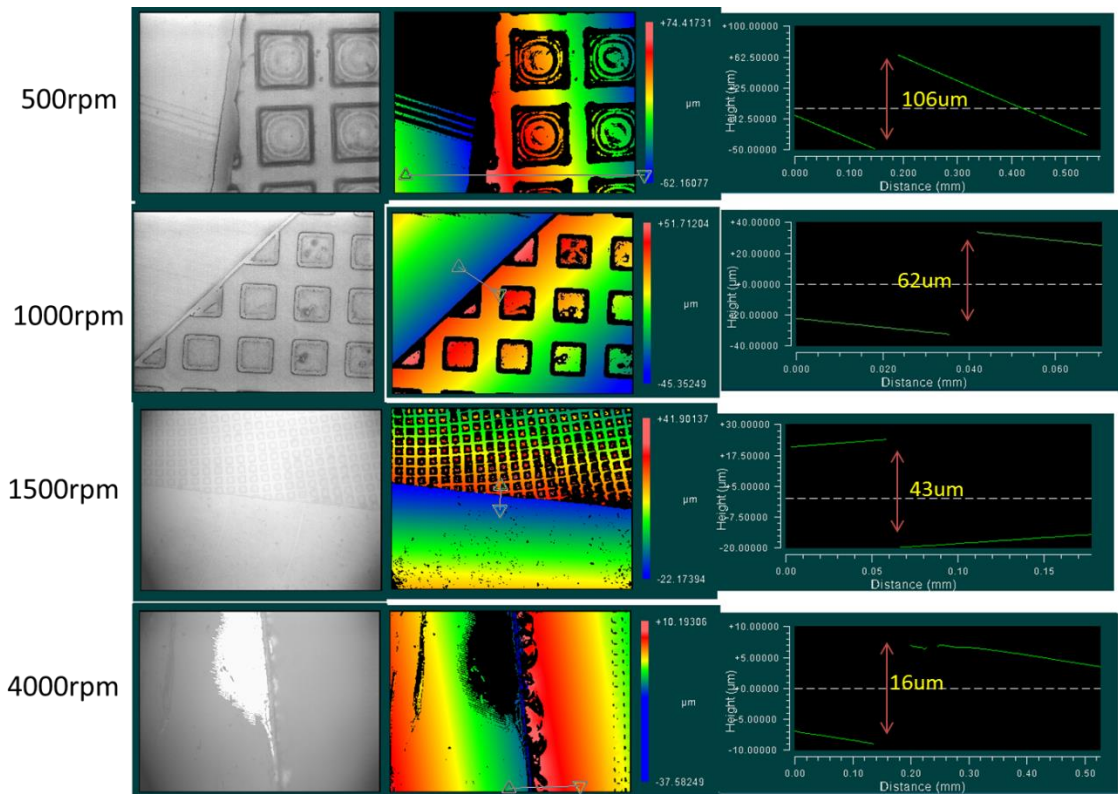 500rpm
+74.41731
µm
-62.16077
+100.00000
+62.50000
+25.00000
-12.50000
-50.00000
Height (µm)
106um
0.000 0.100 0.200 0.300 0.400 0.500
Distance (mm)
1000rpm
+51.71204
µm
-45.35249
+40.00000
+20.00000
+0.00000
-20.00000
-40.00000
Height (µm)
62um
0.000 0.020 0.040 0.060
Distance (mm)
1500rpm
+41.90137
µm
-22.17394
+30.00000
+17.50000
+5.00000
-7.50000
-20.00000
Height (µm)
43um
0.00 0.05 0.10 0.15
Distance (mm)
4000rpm
+10.19306
µm
-37.58249
+10.00000
+5.00000
+0.00000
-5.00000
-10.00000
Height (µm)
16um
0.00 0.10 0.20 0.30 0.40 0.50
Distance (mm)